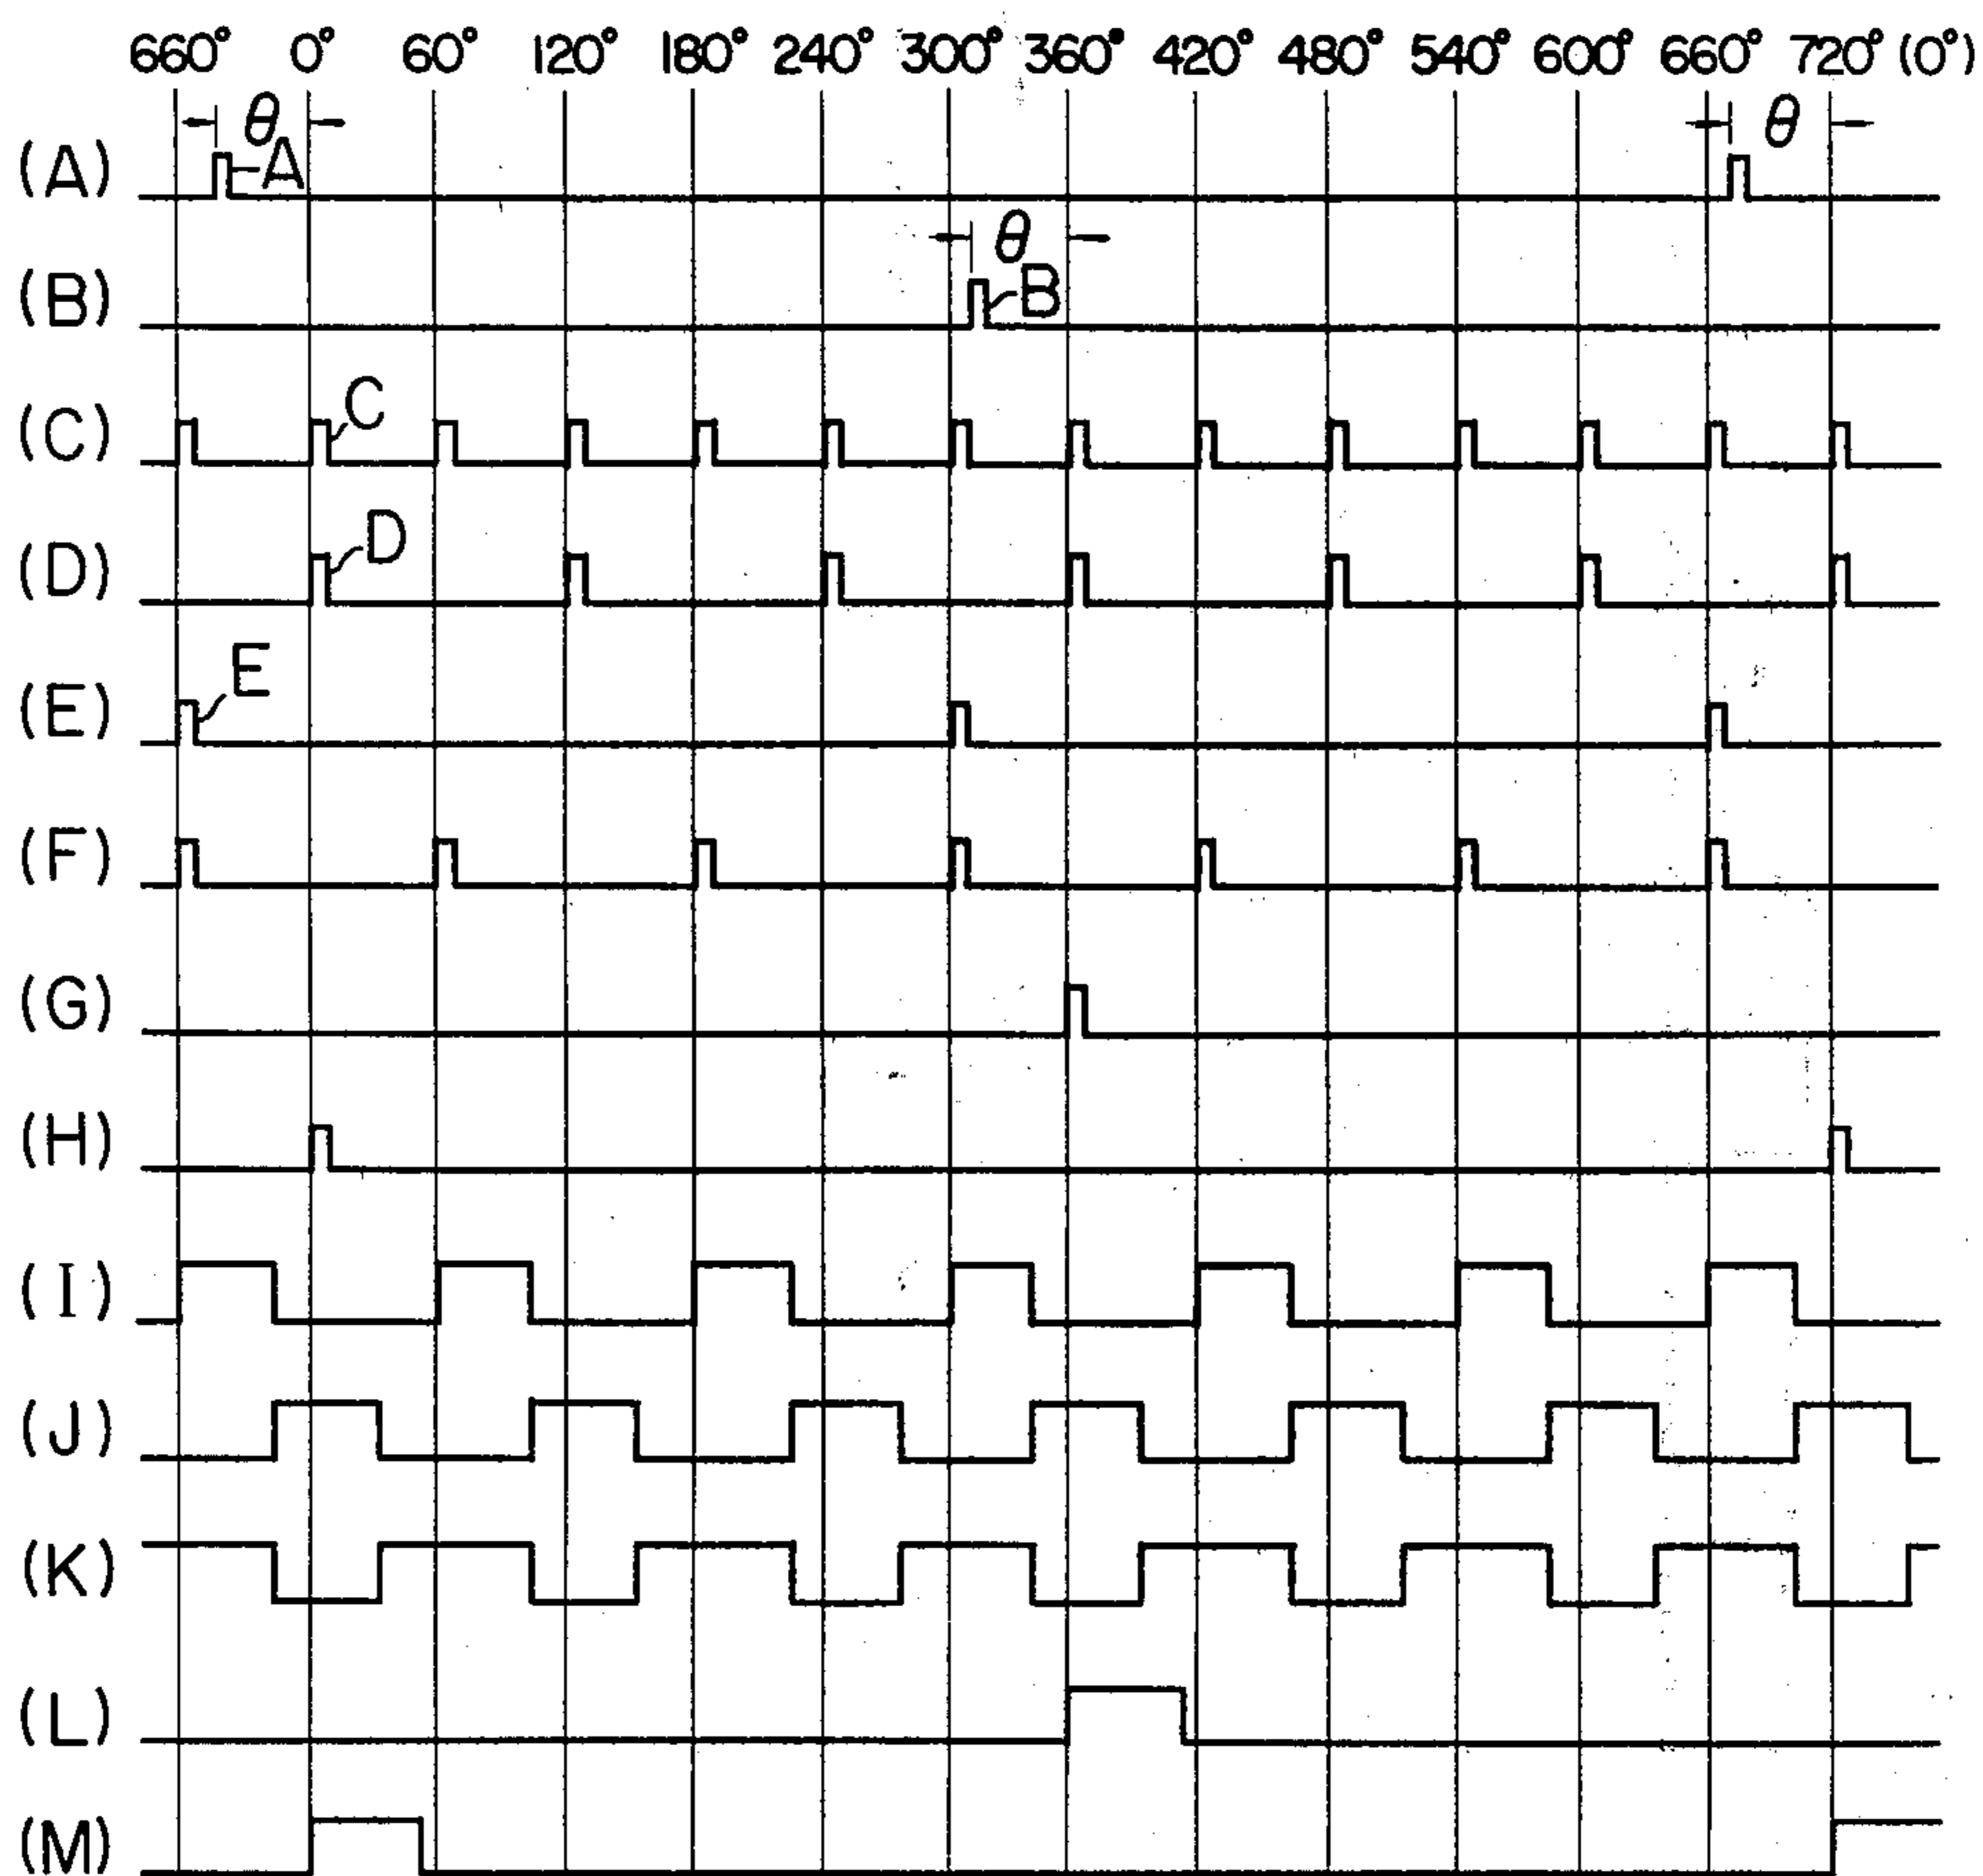 660° 0° 60° 120° 180° 240° 300° 360° 420° 480° 540° 600° 660° 720° (0°)
θ θ
(A) A
θ
(B) B
(C) C
(D) D
(E) E
(F)
(G)
(H)
(I)
(J)
(K)
(L)
(M)